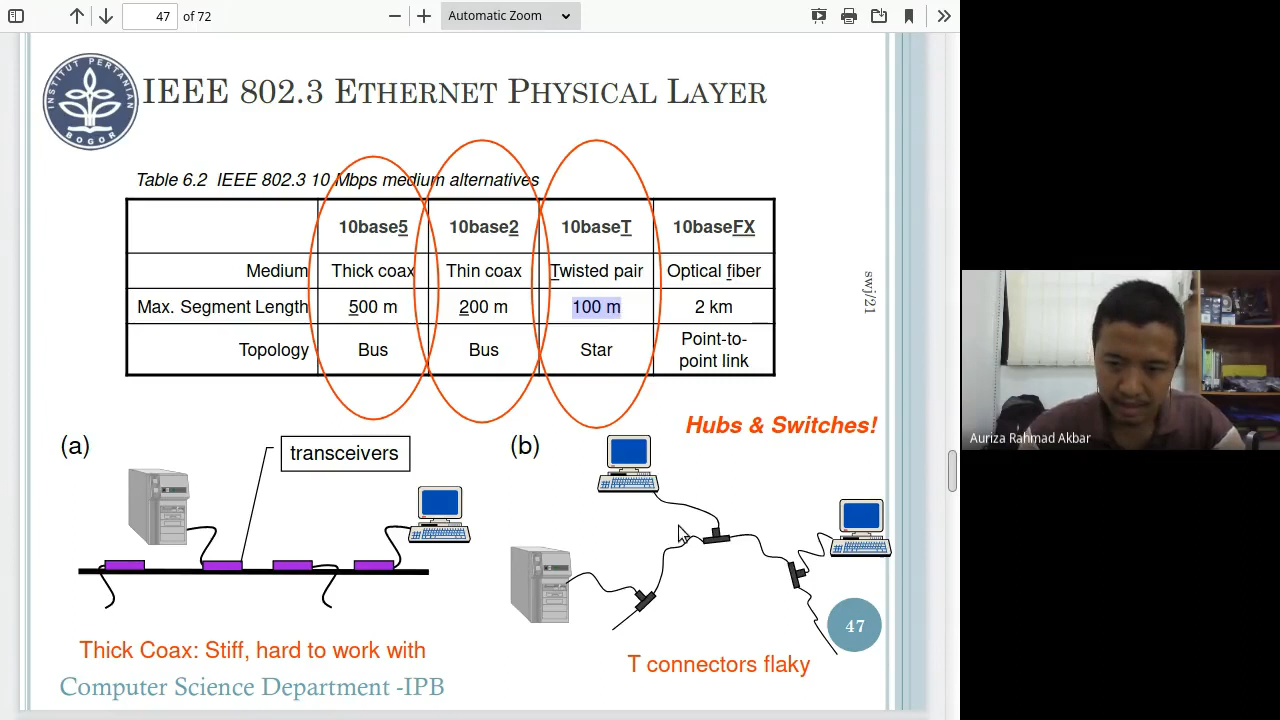 47 of 72
Automatic Zoom
INSTITUT PERTANIAN
BOGOR
IEEE 802.3 ETHERNET PHYSICAL LAYER
Table 6.2 IEEE 802.3 10 Mbps medium alternatives
10base5 10base2 10baseT 10baseFX
Medium Thick coax Thin coax Twisted pair Optical fiber
Max. Segment Length 500 m 200 m 100 m 2 km
Topology Bus Bus Star Point-to-
point link
swj/21
Hubs & Switches!
(a)
transceivers
(b)
Thick Coax: Stiff, hard to work with
T connectors flaky
47
Computer Science Department -IPB
Auriza Rahmad Akbar